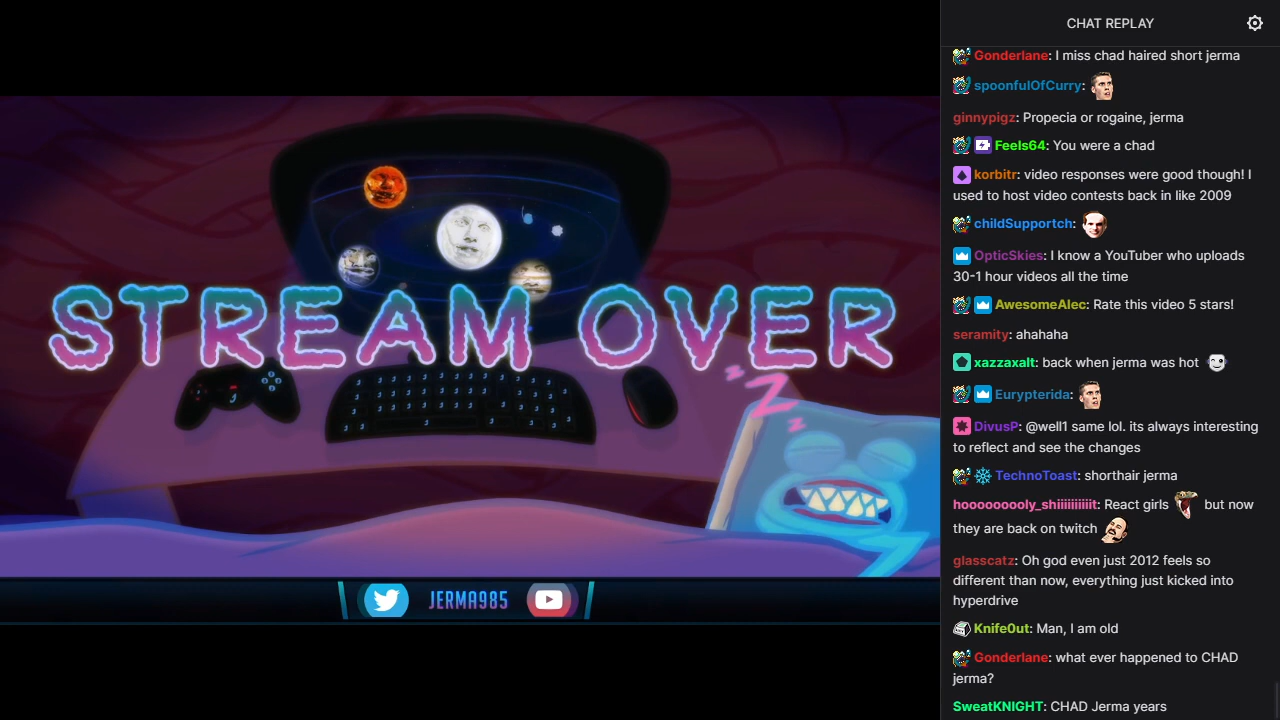 CHAT REPLAY
Gonderlane: I miss chad haired short jerma
spoonfulOfCurry:
ginnypigz: Propecia or rogaine, jerma
Feels64: You were a chad
korbitr: video responses were good though! I
used to host video contests back in like 2009
childSupportch:
OpticSkies: I know a YouTuber who uploads
30-1 hour videos all the time
AwesomeAlec: Rate this video 5 stars!
seramity: ahahaha
xazzaxalt: back when jerma was hot
Eurypterida:
DivusP: @well1 same lol. its always interesting
to reflect and see the changes
TechnoToast: shorthair jerma
hooooooooly_shiiiiiiiiiit: React girls but now
they are back on twitch
glasscatz: Oh god even just 2012 feels so
different than now, everything just kicked into
hyperdrive
Knife0ut: Man, I am old
Gonderlane: what ever happened to CHAD
jerma?
SweatKNIGHT: CHAD Jerma years
STREAM OVER
z
Z
z
JERMA985